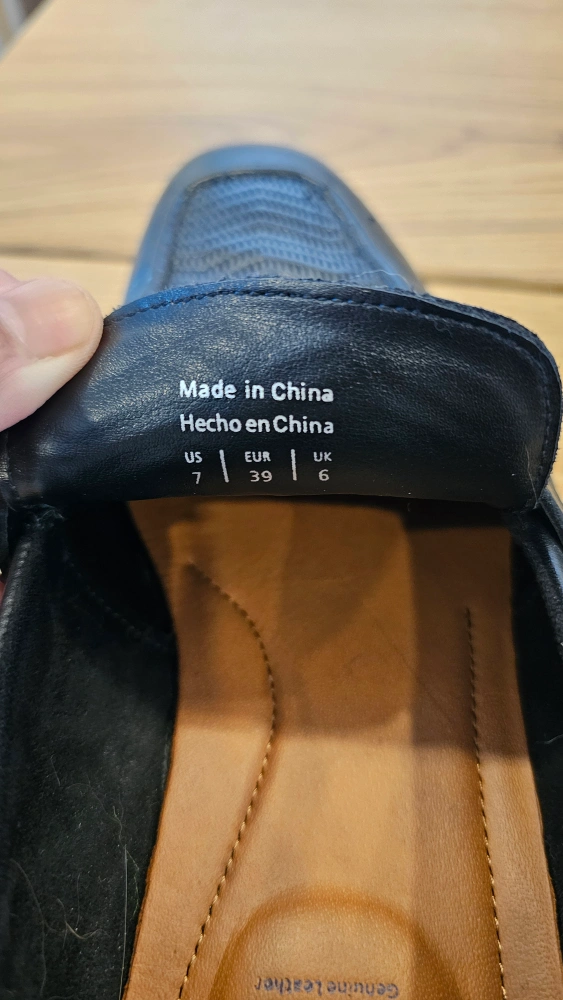 Made in China
Hecho en China
US | EUR | UK
7 | 39 | 6
Genuine Leather